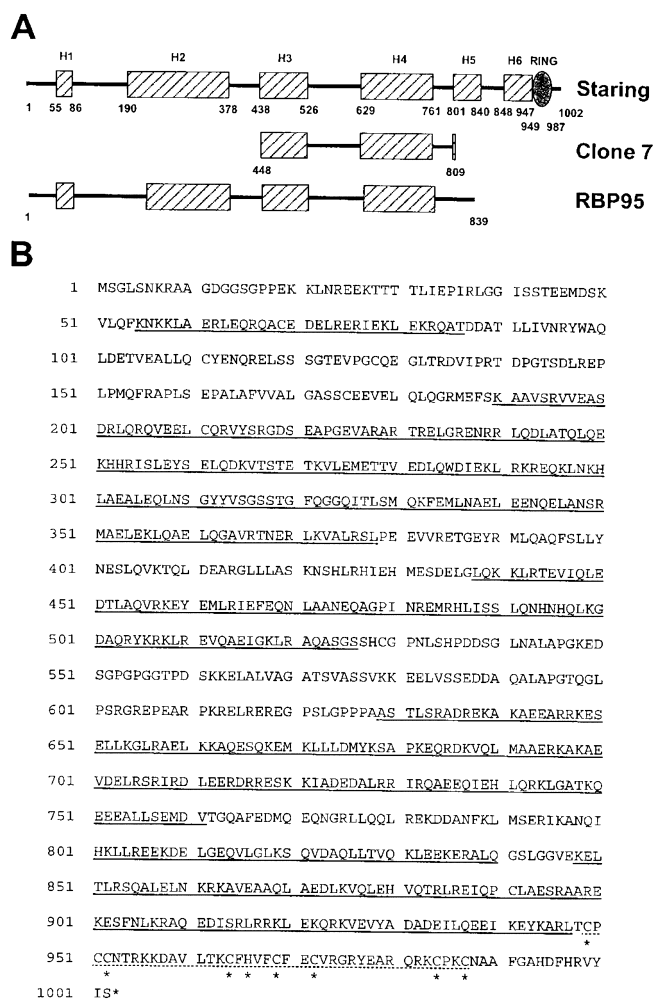 A
H1 H2 H3 H4 H5 H6 RING
Staring
1 55 86 190 378 438 526 629 761 801 840 848 947 1002
949 987
Clone 7
448 809
RBP95
1 839
B
1 MSGLSNKRAA GDGGSGPPEK KLNREEKTTT TLIEPIRLGG ISSTEEMDSK
51 VLQFKNKKLA ERLEQRQACE DELRERIEKL EKRQATDDAT LLIVNRYWAQ
101 LDETVEALLQ CYENQRELSS SGTEVPGCQE GLTRDVIPRT DPGTSDLREP
151 LPMQFRAPLS EPALAFVVAL GASSCEEVEL QLQGRMEFSK AAVSRVVEAS
201 DRLQRQVEEL CQRVYSRGDS EAPGEVARAR TRELGRENRR LQDLATQLQE
251 KHHRISLEYS ELQDKVTSTE TKVLEMETTV EDLQWDIEKL RKREQKLNKH
301 LAEALEQLNS GYYVSGSSTG FQGGQITLSM QKFEMLNAEL EENQELANSR
351 MAELEKLQAE LQGAVRTNER LKVALRSLPE EVVRETGEYR MLQAQFSLLY
401 NESLQVKTQL DEARGLLLAS KNSHLRHIEH MESDELGLQK KLRTEVIQLE
451 DTLAQVRKEY EMLRIEFEQN LAANEQAGPI NREMRHLISS LQNHNHQLKG
501 DAQRYKRKLR EVQAEIGKLR AQASGSSHCG PNLSHPDDSG LNALAPGKED
551 SGPGPGGTPD SKKELALVAG ATSVASSVKK EELVSSEDDA QALAPGTQGL
601 PSRGREPEAR PKRELREREG PSLGPPPAAS TLSRADREKA KAEEARRKES
651 ELLKGLRAEL KKAQESQKEM KLLLDMYKSA PKEQRDKVQL MAAERKAKAE
701 VDELRSRIRD LEERDRRESK KIADEDALRR IRQAEEQIEH LQRKLGATKQ
751 EEEALLSEMD VTGQAFEDMQ EQNGRLLQQL REKDDANFKL MSERIKANQI
801 HKLLREEKDE LGEQVLGLKS QVDAQLLTVQ KLEEKERALQ GSLGGVEKEL
851 TLRSQALELN KRKAVEAAQL AEDLKVQLEH VQTRLREIQP CLAESRAARE
901 KESFNLKRAQ EDISRLRRKL EKQRKVEVYA DADEILQEEI KEYKARLTCP
*
951 CCNTRKKDAV LTKCFHVFCF ECVRGRYEAR QRKCPKCNAA FGAHDFHRVY
* * * * * * *
1001 IS*